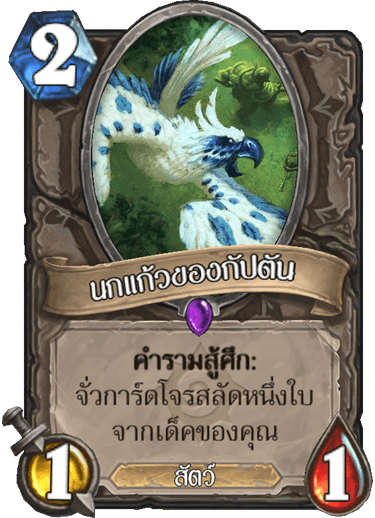 2
นกแก้วของกัปตัน
คำรามสู้ศึก:
จั่วการ์ดโจรสลัดหนึ่งใบ
จากเด็คของคุณ
1
สัตว์
1